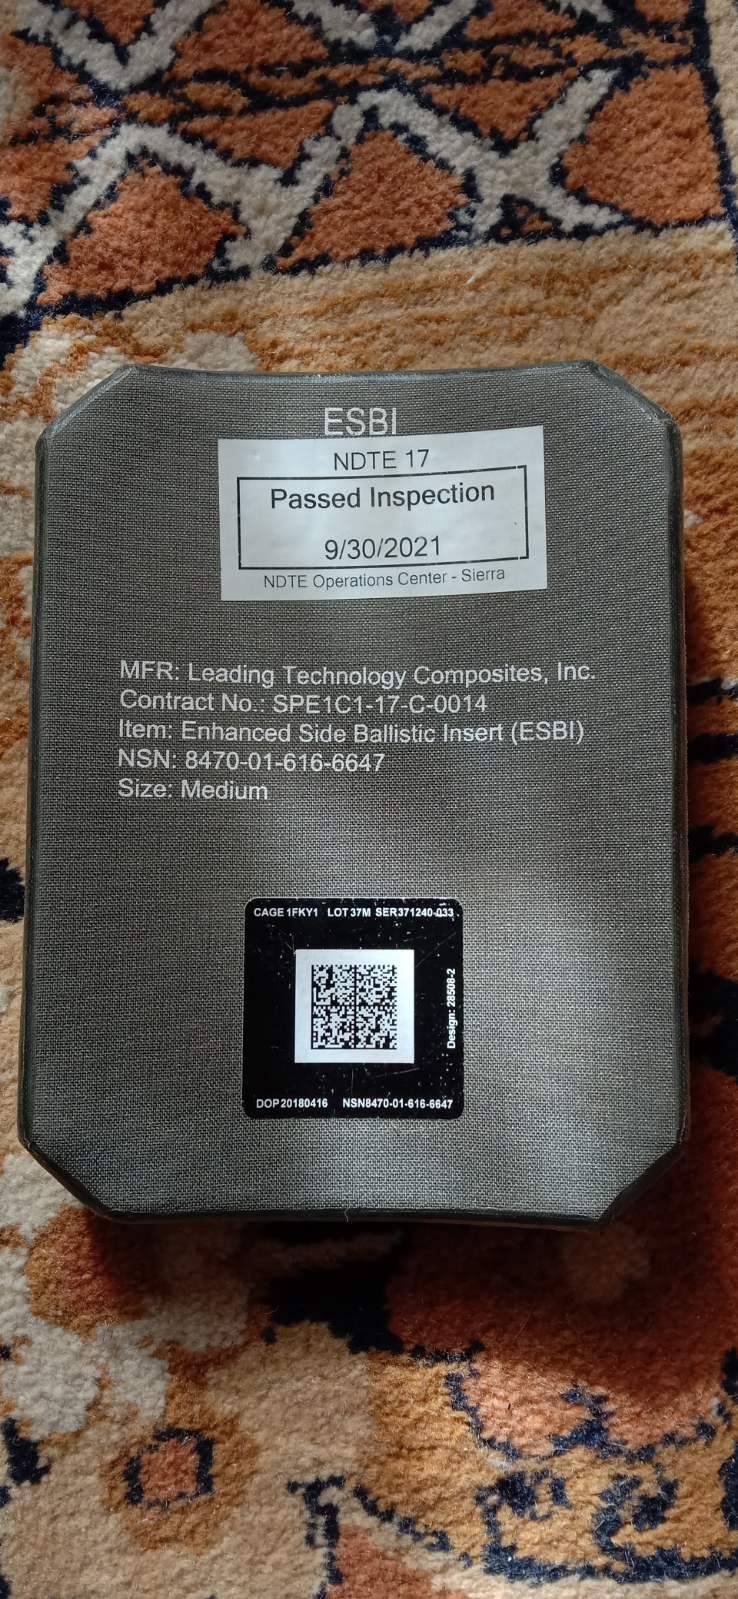 ESBI
NDTE 17
Passed Inspection
9/30/2021
NDTE Operations Center - Sierra
MFR: Leading Technology Composites, Inc.
Contract No.: SPE1C1-17-C-0014
Item: Enhanced Side Ballistic Insert (ESBI)
NSN: 8470-01-616-6647
Size: Medium
CAGE 1FKY1 LOT 37M SER371240-033
Design: 28508-2
DOP20180416 NSN8470-01-616-6647